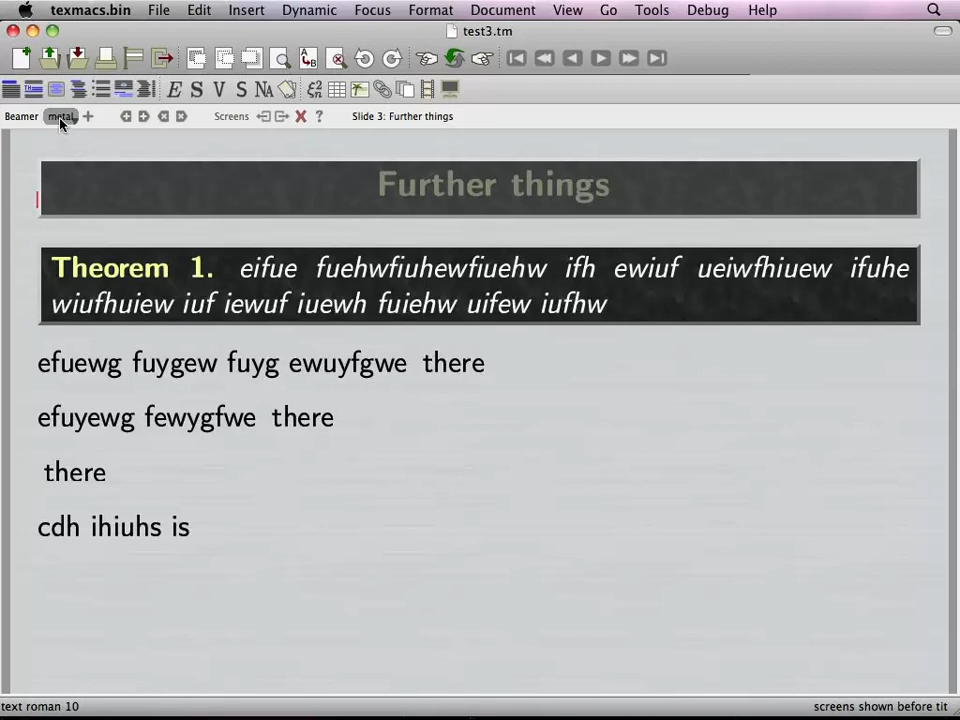 texmacs.bin File Edit Insert Dynamic Focus Format Document View Go Tools Debug Help
test3.tm
E S V S NA
Beamer metal Screens ? Slide 3: Further things
Further things
Theorem 1. eifue fuehwfiuhewfiuehw ifh ewiuf ueiwfhiuew ifuhe
wiufhuiew iuf iewuf iuewh fuiehw uifew iufhw
efuewg fuygew fuyg ewuyfgwe there
efuyewg fewygfwe there
there
cdh ihiuhs is
text roman 10 screens shown before tit